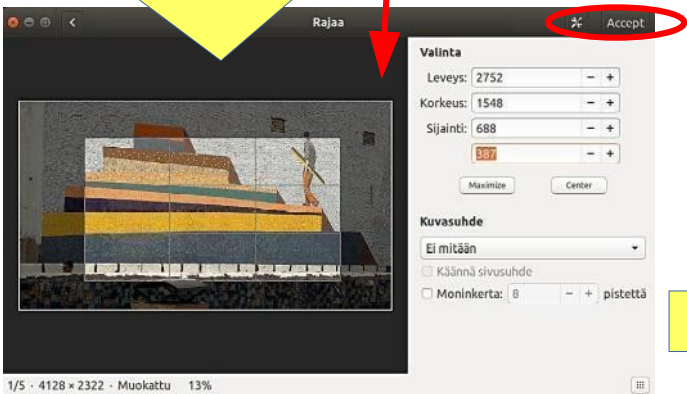 Rajaa
Accept
Valinta
Leveys: 2752 - +
Korkeus: 1548 - +
Sijainti: 688 - +
387 - +
Maximize Center
Kuvasuhde
Ei mitään
Käännä sivusuhde
Moninkerta: 8 - + pistettä
1/5 · 4128 × 2322 · Muokattu 13%